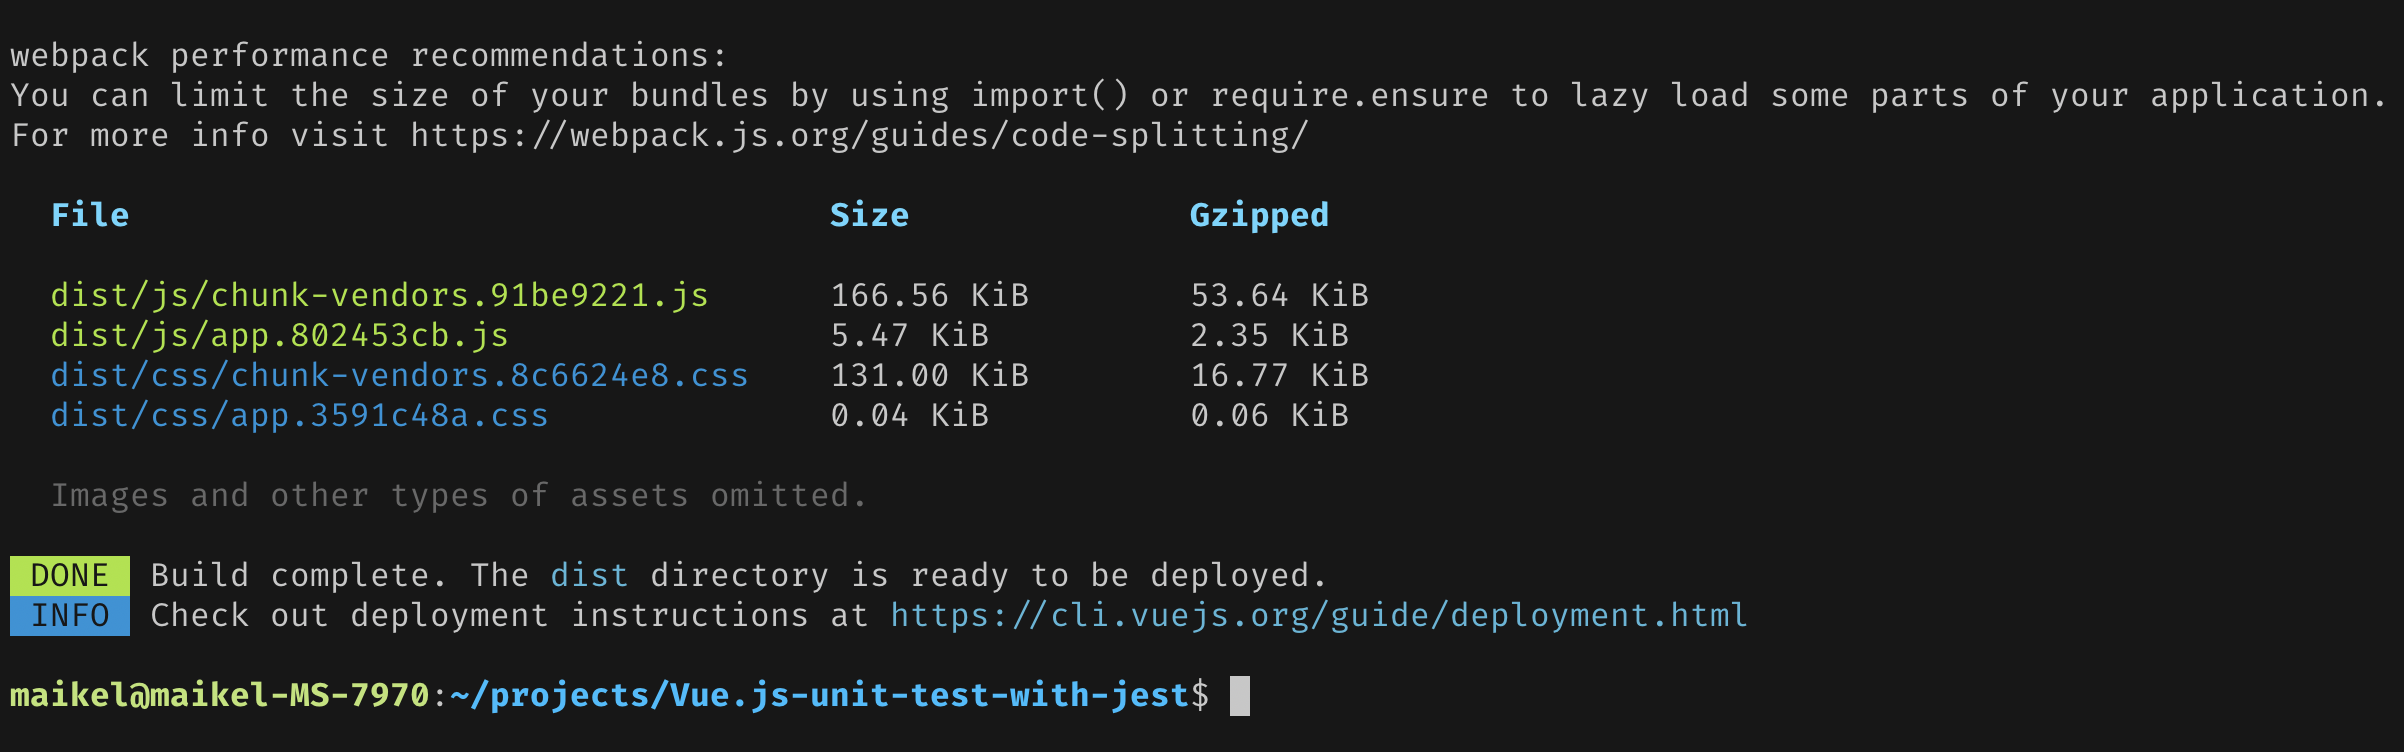 webpack performance recommendations:
You can limit the size of your bundles by using import() or require.ensure to lazy load some parts of your application.
For more info visit https://webpack.js.org/guides/code-splitting/
File Size Gzipped
dist/js/chunk-vendors.91be9221.js 166.56 KiB 53.64 KiB
dist/js/app.802453cb.js 5.47 KiB 2.35 KiB
dist/css/chunk-vendors.8c6624e8.css 131.00 KiB 16.77 KiB
dist/css/app.3591c48a.css 0.04 KiB 0.06 KiB
Images and other types of assets omitted.
DONE Build complete. The dist directory is ready to be deployed.
INFO Check out deployment instructions at https://cli.vuejs.org/guide/deployment.html
maikel@maikel-MS-7970:~/projects/Vue.js-unit-test-with-jest$